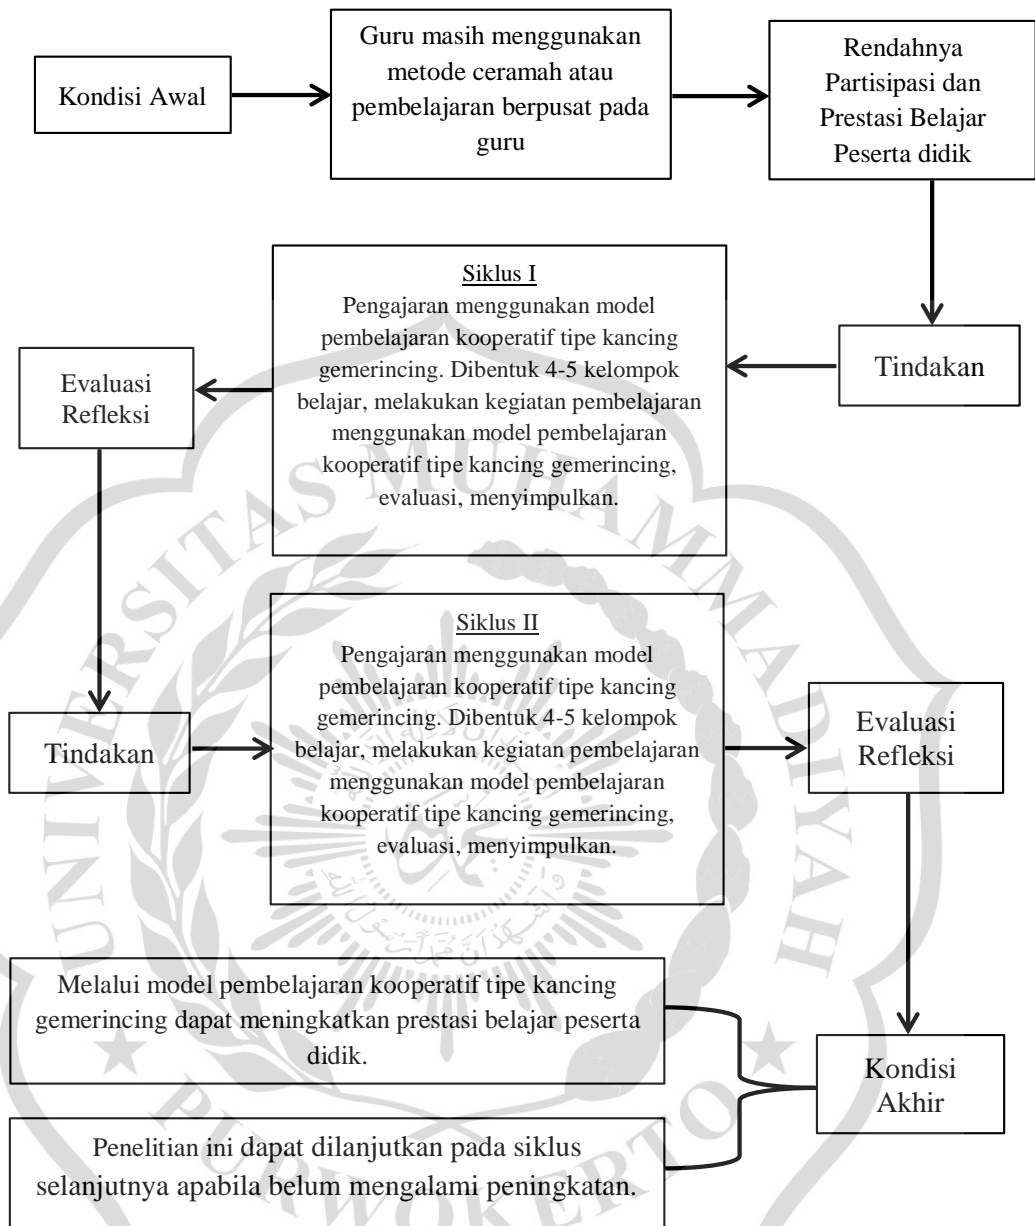 Kondisi Awal
Guru masih menggunakan
metode ceramah atau
pembelajaran berpusat pada
guru
Rendahnya
Partisipasi dan
Prestasi Belajar
Peserta didik
Tindakan
Siklus I
Pengajaran menggunakan model
pembelajaran kooperatif tipe kancing
gemerincing. Dibentuk 4-5 kelompok
belajar, melakukan kegiatan pembelajaran
menggunakan model pembelajaran
kooperatif tipe kancing gemerincing,
evaluasi, menyimpulkan.
Evaluasi
Refleksi
Tindakan
Siklus II
Pengajaran menggunakan model
pembelajaran kooperatif tipe kancing
gemerincing. Dibentuk 4-5 kelompok
belajar, melakukan kegiatan pembelajaran
menggunakan model pembelajaran
kooperatif tipe kancing gemerincing,
evaluasi, menyimpulkan.
Evaluasi
Refleksi
Kondisi
Akhir
Melalui model pembelajaran kooperatif tipe kancing
gemerincing dapat meningkatkan prestasi belajar peserta
didik.
Penelitian ini dapat dilanjutkan pada siklus
selanjutnya apabila belum mengalami peningkatan.
UNIVERSITAS MUHAMMADIYAH
PURWOKERTO